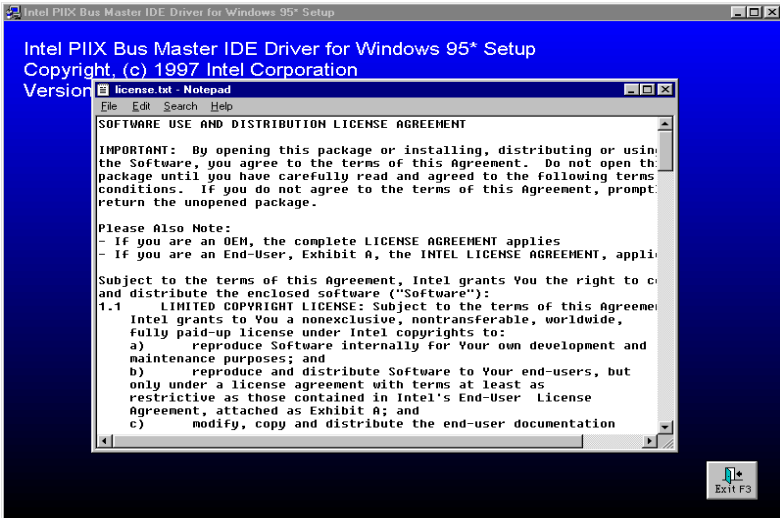 Intel PIIX Bus Master IDE Driver for Windows 95* Setup
Intel PIIX Bus Master IDE Driver for Windows 95* Setup
Copyright, (c) 1997 Intel Corporation
Version
license.txt - Notepad
File Edit Search Help
SOFTWARE USE AND DISTRIBUTION LICENSE AGREEMENT
IMPORTANT:  By opening this package or installing, distributing or using
the Software, you agree to the terms of this Agreement.  Do not open
package until you have carefully read and agreed to the following terms
conditions.  If you do not agree to the terms of this Agreement,
return the unopened package.
Please Also Note:
- If you are an OEM, the complete LICENSE AGREEMENT applies
- If you are an End-User, Exhibit A, the INTEL LICENSE AGREEMENT,
Subject to the terms of this Agreement, Intel grants You the right to
and distribute the enclosed software ("Software"):
1.1 LIMITED COPYRIGHT LICENSE: Subject to the terms of this
Intel grants to You a nonexclusive, nontransferable, worldwide,
fully paid-up license under Intel copyrights to:
a) reproduce Software internally for Your own development and
maintenance purposes; and
b) reproduce and distribute Software to Your end-users, but
only under a license agreement with terms at least as
restrictive as those contained in Intel's End-User  License
Agreement, attached as Exhibit A; and
c) modify, copy and distribute the end-user documentation
Exit F3